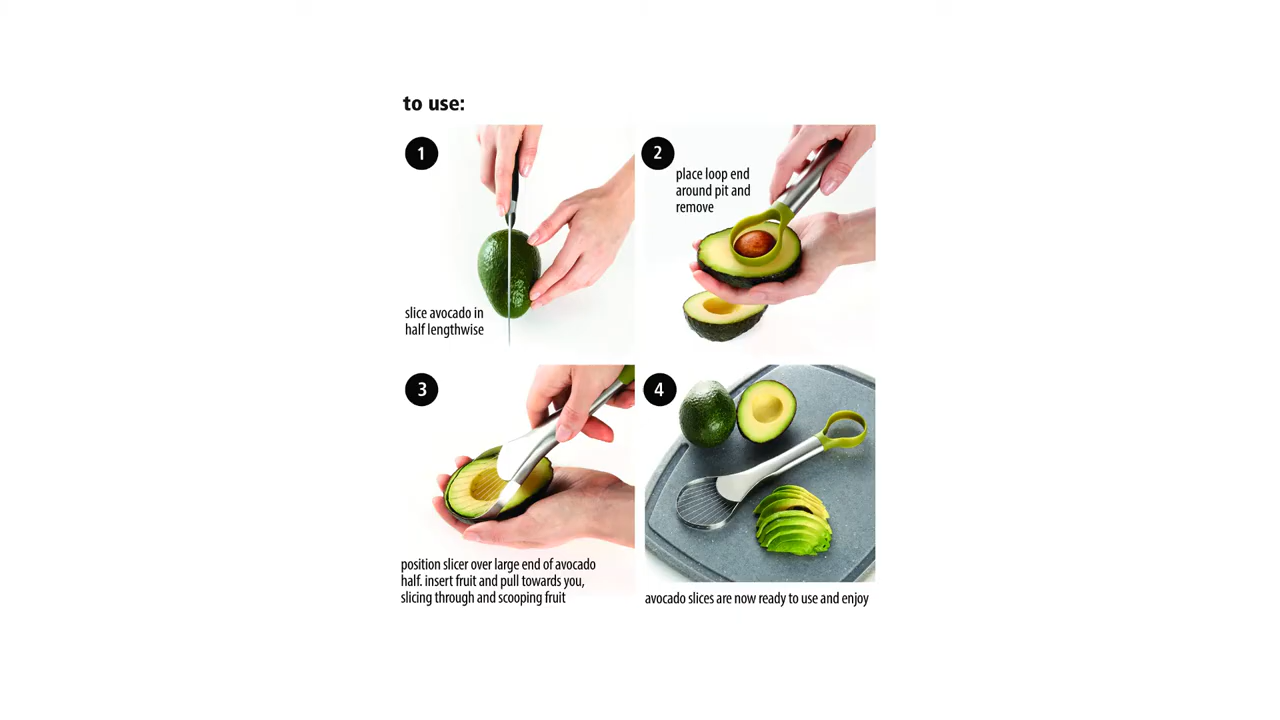 to use:
1
slice avocado in
half lengthwise
2
place loop end
around pit and
remove
3
position slicer over large end of avocado
half. insert fruit and pull towards you,
slicing through and scooping fruit
4
avocado slices are now ready to use and enjoy